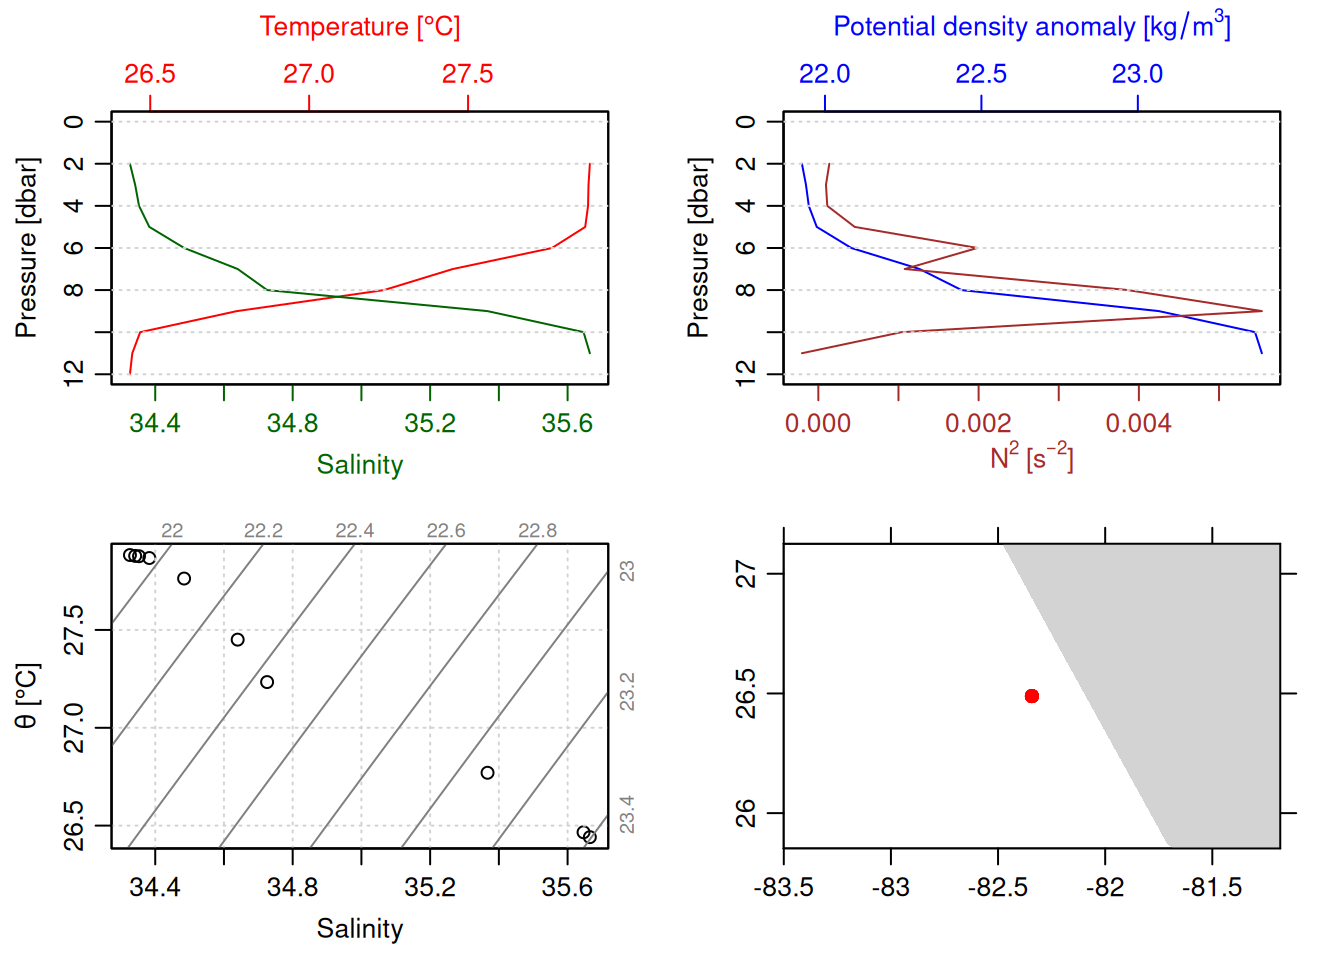 Temperature [°C]
26.5 27.0 27.5
Pressure [dbar]
0 2 4 6 8 12
34.4 34.8 35.2 35.6
Salinity
Potential density anomaly [kg/m³]
22.0 22.5 23.0
Pressure [dbar]
0 2 4 6 8 12
0.000 0.002 0.004
N² [s⁻²]
22 22.2 22.4 22.6 22.8
23
23.2
23.4
θ [°C]
27.5
27.0
26.5
34.4 34.8 35.2 35.6
Salinity
27
26.5
26
-83.5 -83 -82.5 -82 -81.5